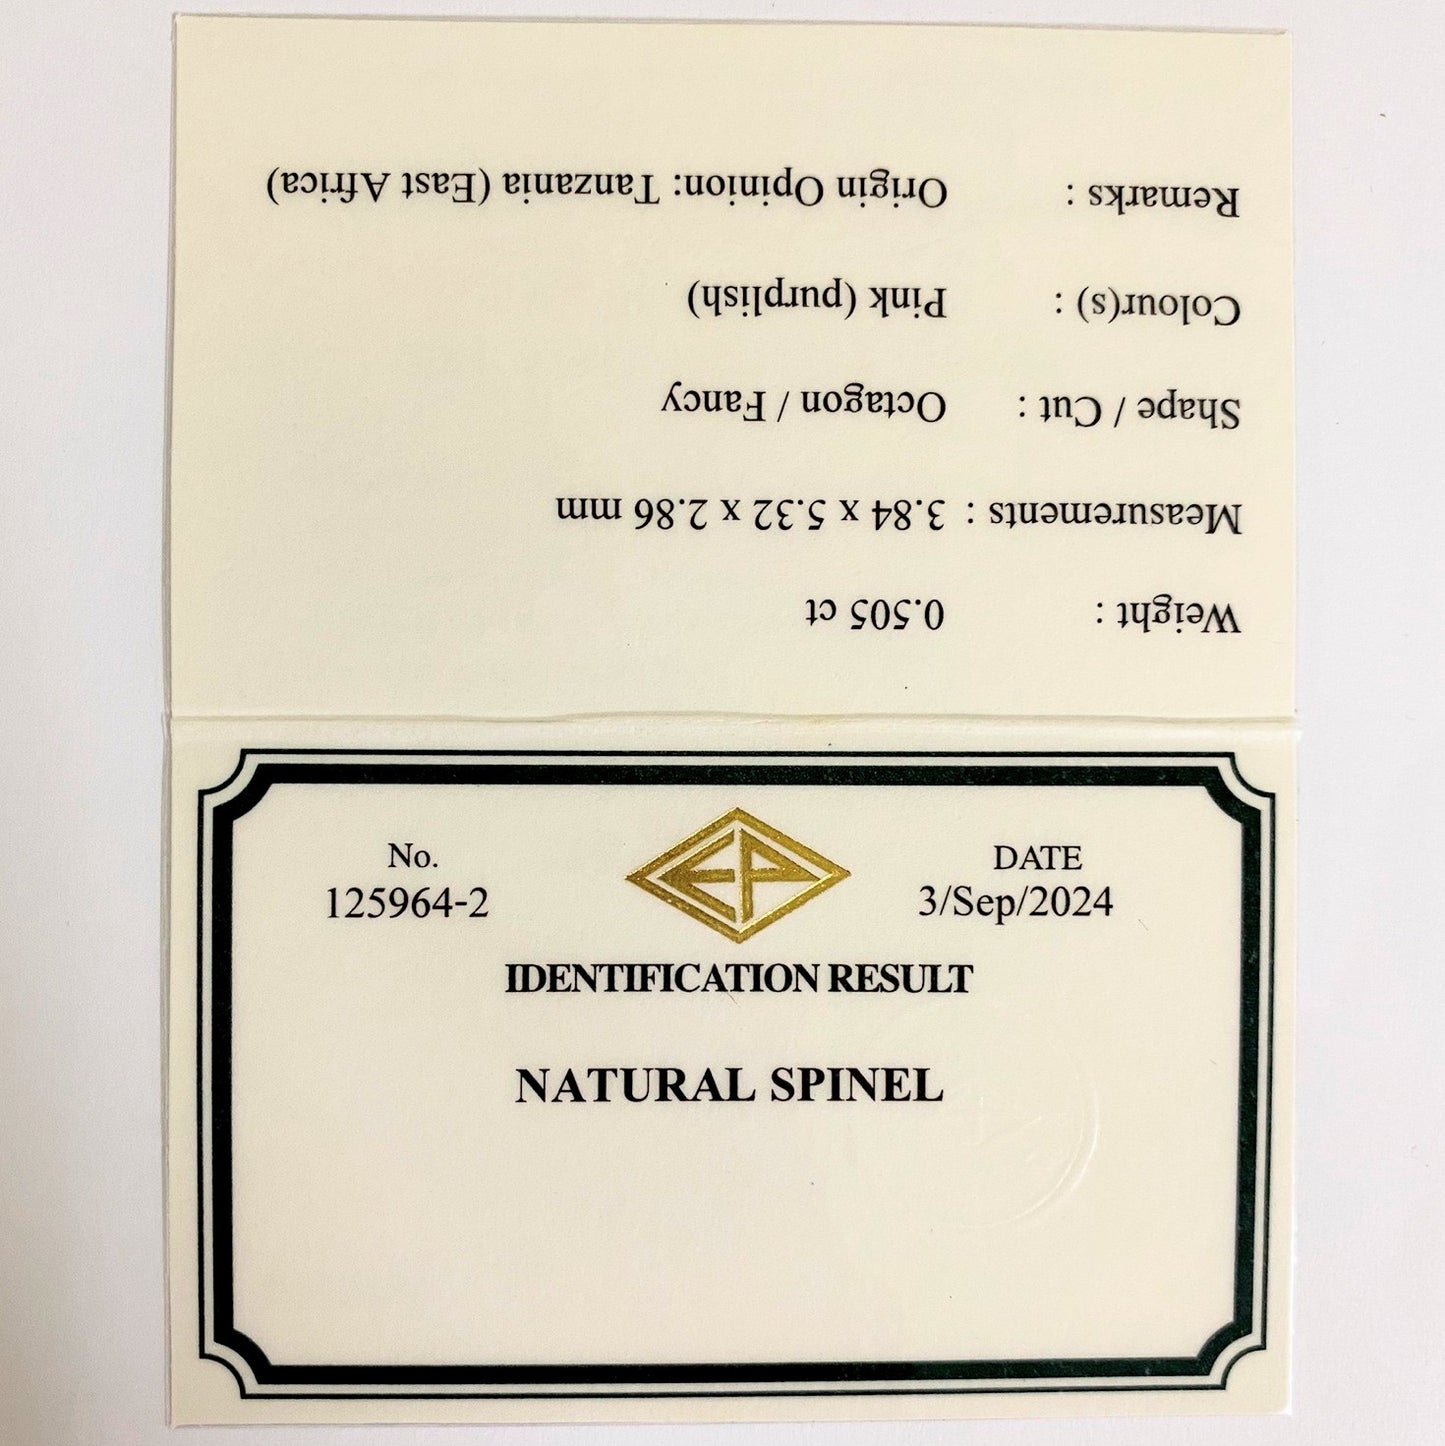 Weight : 0.505 ct
Measurements : 3.84 x 5.32 x 2.86 mm
Shape / Cut : Octagon / Fancy
Colour(s) : Pink (purplish)
Remarks : Origin Opinion: Tanzania (East Africa)
No.
125964-2
EP
DATE
3/Sep/2024
IDENTIFICATION RESULT
NATURAL SPINEL